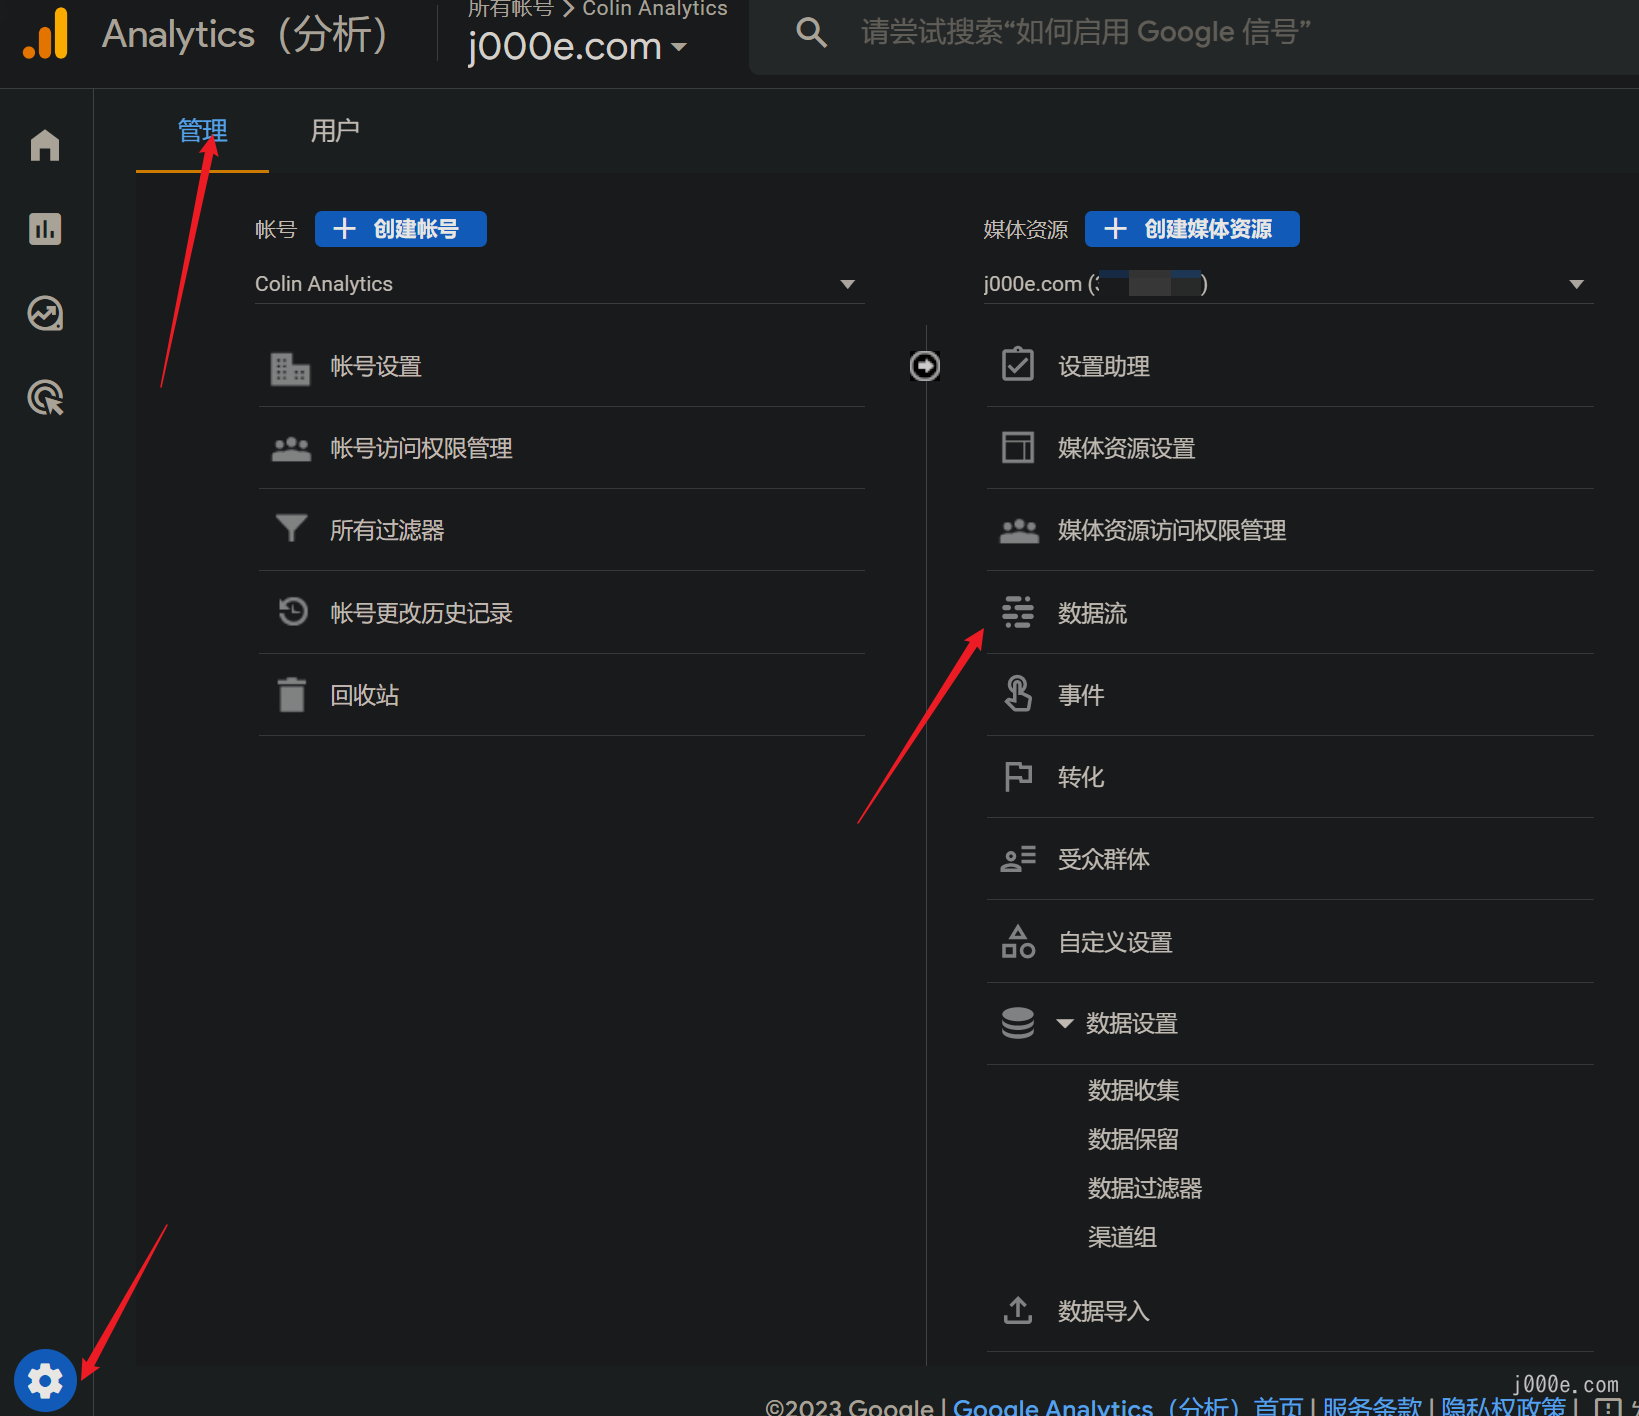 Analytics（分析）
所有帐号 > Colin Analytics
j000e.com
请尝试搜索“如何启用 Google 信号”
管理
用户
帐号
创建帐号
Colin Analytics
帐号设置
帐号访问权限管理
所有过滤器
帐号更改历史记录
回收站
媒体资源
创建媒体资源
j000e.com ( )
设置助理
媒体资源设置
媒体资源访问权限管理
数据流
事件
转化
受众群体
自定义设置
数据设置
数据收集
数据保留
数据过滤器
渠道组
数据导入
j000e.com
©2023 Google | Google Analytics（分析）首页 | 服务条款 | 隐私权政策 |